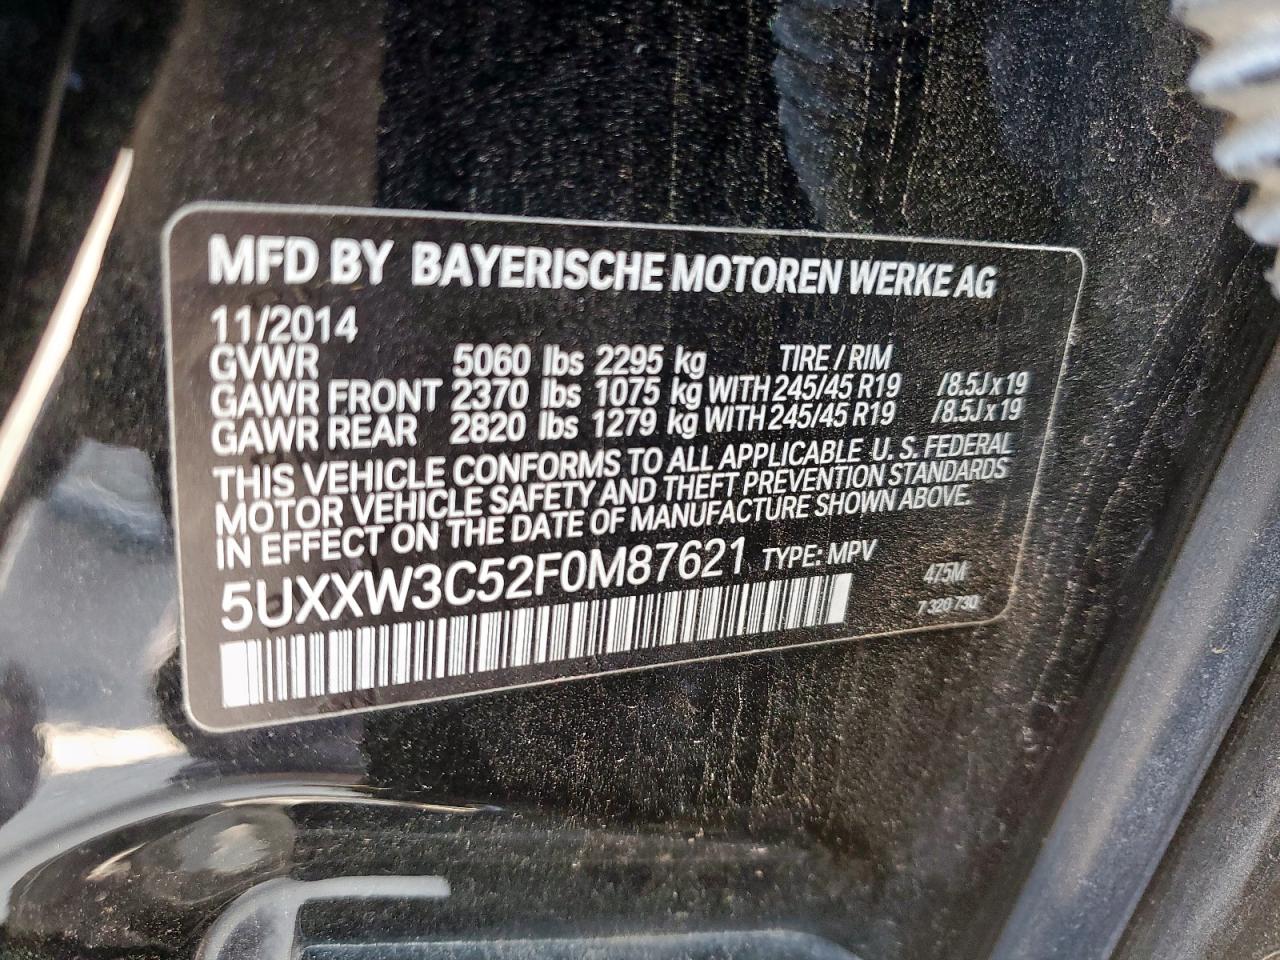 MFD BY BAYERISCHE MOTOREN WERKE AG
11/2014
GVWR 5060 lbs 2295 kg TIRE / RIM
GAWR FRONT 2370 lbs 1075 kg WITH 245/45 R19 /8.5J x 19
GAWR REAR 2820 lbs 1279 kg WITH 245/45 R19 /8.5J x 19
THIS VEHICLE CONFORMS TO ALL APPLICABLE U. S. FEDERAL
MOTOR VEHICLE SAFETY AND THEFT PREVENTION STANDARDS
IN EFFECT ON THE DATE OF MANUFACTURE SHOWN ABOVE.
5UXXW3C52F0M87621 TYPE: MPV
475M
7 320 730